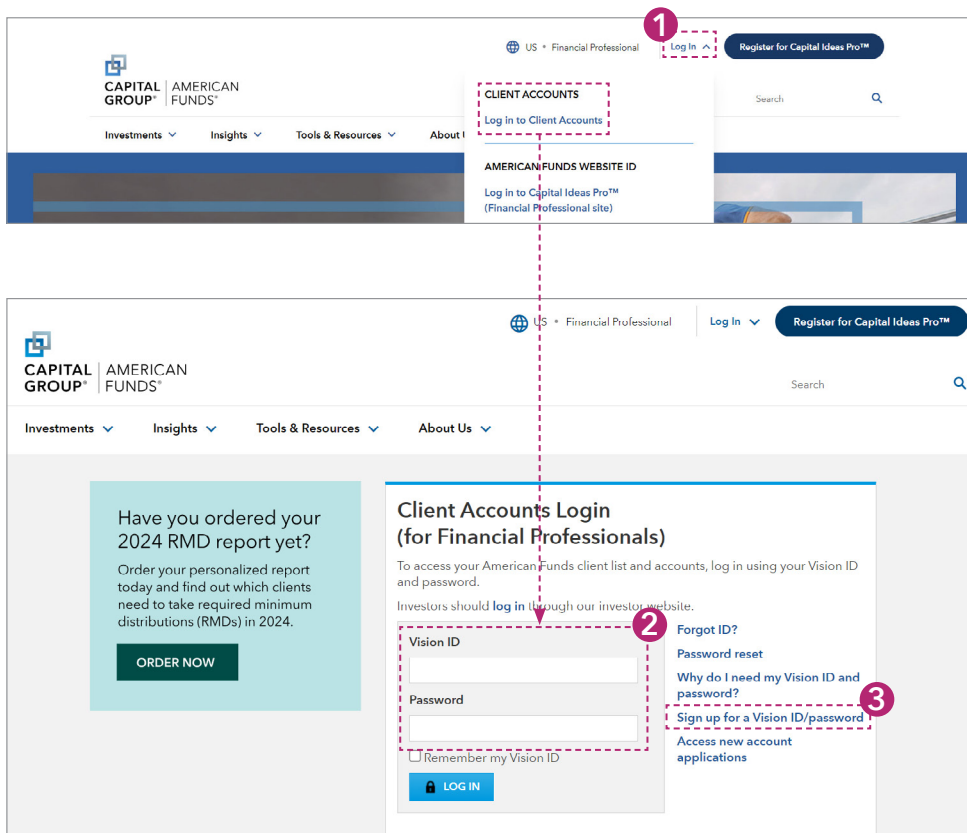 1
US • Financial Professional
Log In
Register for Capital Ideas Pro™
CAPITAL | AMERICAN
GROUP® | FUNDS®
CLIENT ACCOUNTS
Log in to Client Accounts
Search
Investments
Insights
Tools & Resources
About
AMERICAN FUNDS WEBSITE ID
Log in to Capital Ideas Pro™
(Financial Professional site)
US • Financial Professional
Log In
Register for Capital Ideas Pro™
CAPITAL | AMERICAN
GROUP® | FUNDS®
Search
Investments
Insights
Tools & Resources
About Us
Have you ordered your
2024 RMD report yet?
Order your personalized report
today and find out which clients
need to take required minimum
distributions (RMDs) in 2024.
ORDER NOW
Client Accounts Login
(for Financial Professionals)
To access your American Funds client list and accounts, log in using your Vision ID
and password.
Investors should log in through our investor website.
2
Vision ID
Password
Remember my Vision ID
LOG IN
Forgot ID?
Password reset
Why do I need my Vision ID and
password?
3
Sign up for a Vision ID/password
Access new account
applications